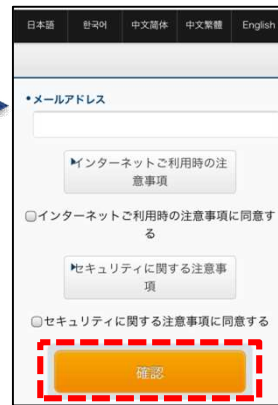 日本語 한국어 中文简体 中文繁體 English
•メールアドレス
インターネットご利用時の注
意事項
インターネットご利用時の注意事項に同意す
る
セキュリティに関する注意事
項
セキュリティに関する注意事項に同意する
確認